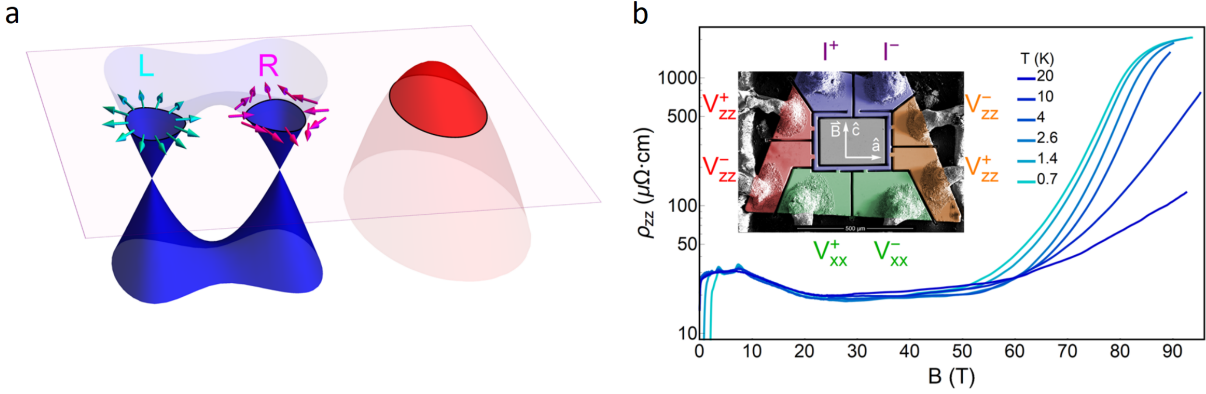 a
L
R
b
I⁺ I⁻
V⁺zz
V⁻zz
V⁻zz
V⁺zz
B⃗ ĉ
â
500 µm
V⁺xx V⁻xx
T (K)
20
10
4
2.6
1.4
0.7
ρzz (µΩ·cm)
1000
500
100
50
10
0 10 20 30 40 50 60 70 80 90
B (T)